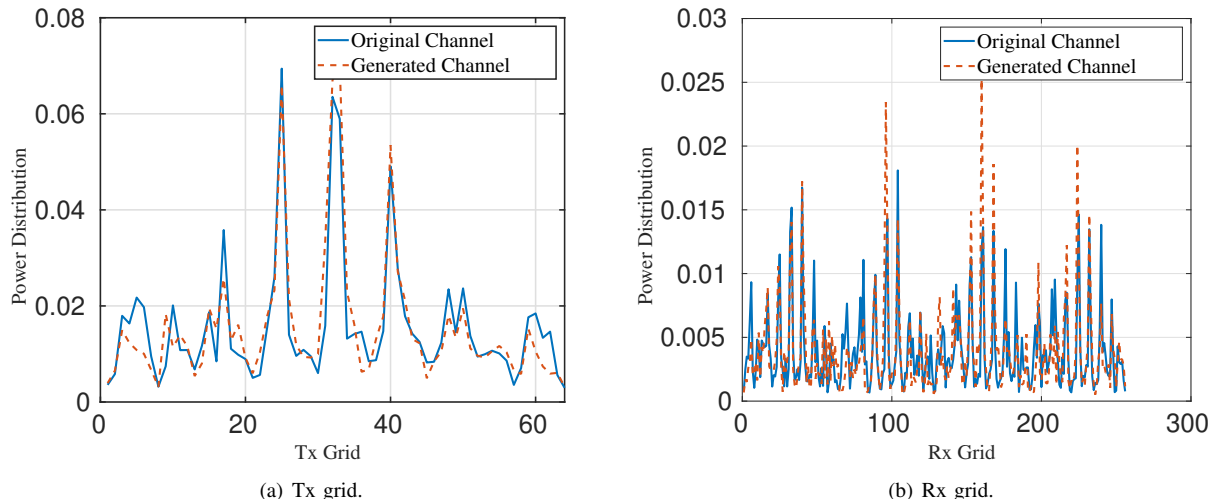 0.08
0.06
0.04
0.02
0
Power Distribution
Original Channel
Generated Channel
20
40
60
Tx Grid
(a) Tx grid.
0.03
0.025
0.02
0.015
0.01
0.005
0
Power Distribution
Original Channel
Generated Channel
0
100
200
300
Rx Grid
(b) Rx grid.